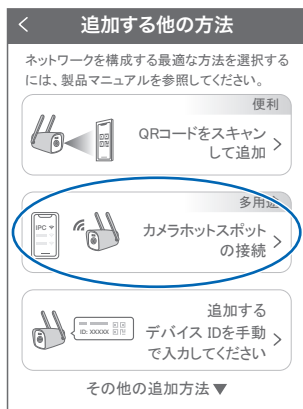 < 追加する他の方法
ネットワークを構成する最適な方法を選択する
には、製品マニュアルを参照してください。
便利
QRコードをスキャン
して追加 >
多用途
IPC
カメラホットスポット
の接続 >
追加する
ID: XXXXX
デバイス IDを手動
で入力してください >
その他の追加方法▼